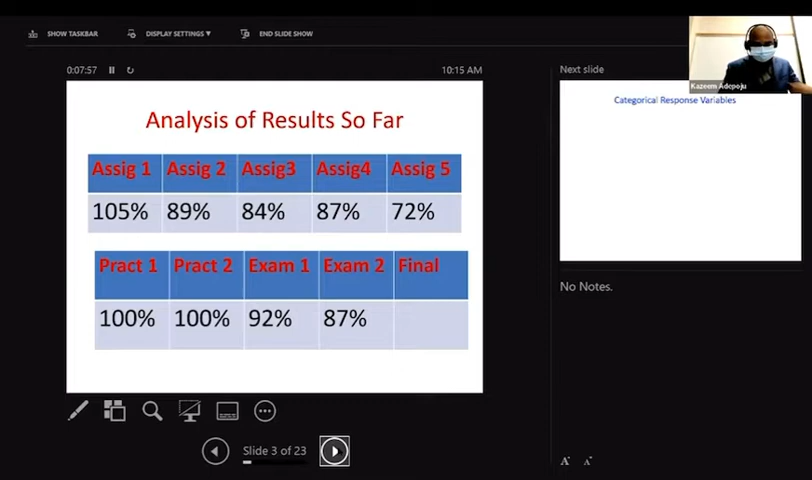 SHOW TASKBAR DISPLAY SETTINGS ▼ END SLIDE SHOW
Kazeem Adepoju
0:07:57 10:15 AM
Next slide
Analysis of Results So Far
Assig 1 Assig 2 Assig3 Assig4 Assig 5
105% 89% 84% 87% 72%
Pract 1 Pract 2 Exam 1 Exam 2 Final
100% 100% 92% 87%
Slide 3 of 23
Categorical Response Variables
No Notes.
A A